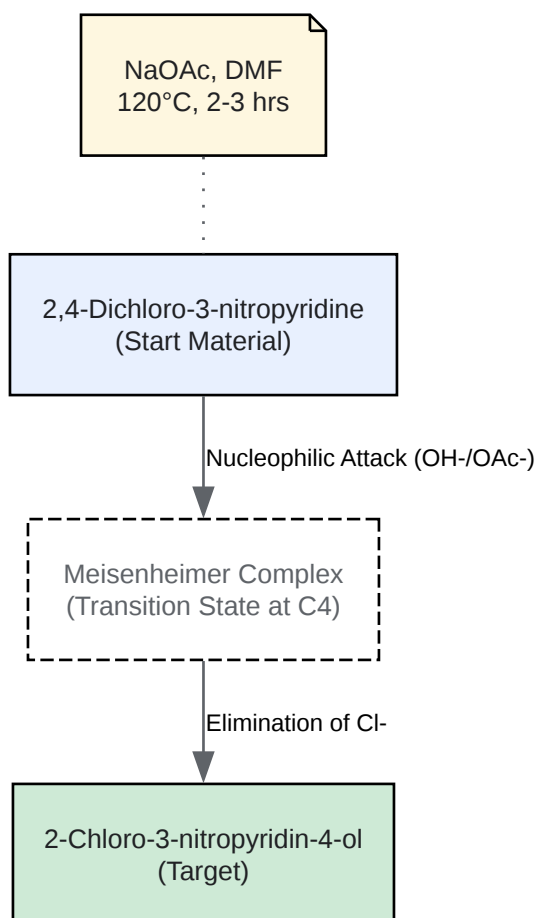 NaOAc, DMF
120°C, 2-3 hrs
2,4-Dichloro-3-nitropyridine
(Start Material)
Nucleophilic Attack (OH-/OAc-)
Meisenheimer Complex
(Transition State at C4)
Elimination of Cl-
2-Chloro-3-nitropyridin-4-ol
(Target)